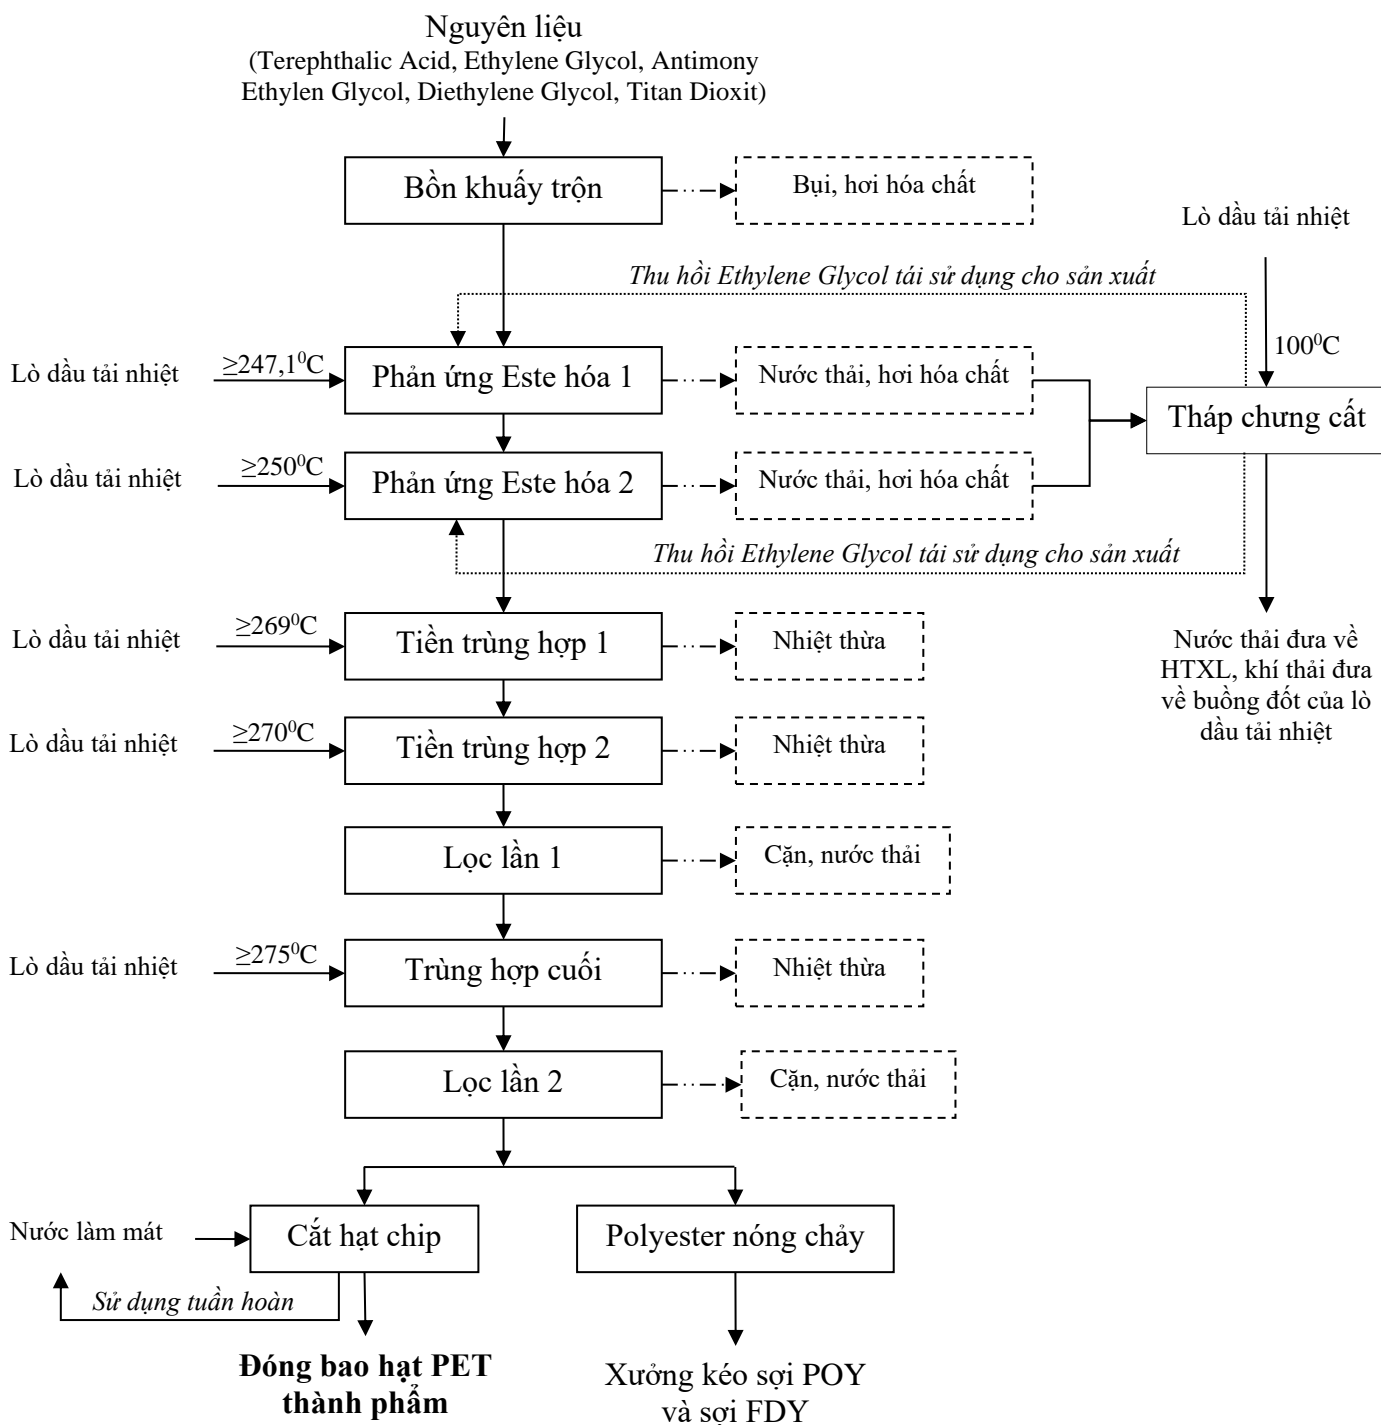 Nguyên liệu
(Terephthalic Acid, Ethylene Glycol, Antimony
Ethylen Glycol, Diethylene Glycol, Titan Dioxit)
Bồn khuấy trộn
Bụi, hơi hóa chất
Lò dầu tải nhiệt
Thu hồi Ethylene Glycol tái sử dụng cho sản xuất
100⁰C
Lò dầu tải nhiệt
≥247,1⁰C
Phản ứng Este hóa 1
Nước thải, hơi hóa chất
Tháp chưng cất
Lò dầu tải nhiệt
≥250⁰C
Phản ứng Este hóa 2
Nước thải, hơi hóa chất
Thu hồi Ethylene Glycol tái sử dụng cho sản xuất
Lò dầu tải nhiệt
≥269⁰C
Tiền trùng hợp 1
Nhiệt thừa
Nước thải đưa về
HTXL, khí thải đưa
về buồng đốt của lò
dầu tải nhiệt
Lò dầu tải nhiệt
≥270⁰C
Tiền trùng hợp 2
Nhiệt thừa
Lọc lần 1
Cặn, nước thải
Lò dầu tải nhiệt
≥275⁰C
Trùng hợp cuối
Nhiệt thừa
Lọc lần 2
Cặn, nước thải
Nước làm mát
Cắt hạt chip
Polyester nóng chảy
Sử dụng tuần hoàn
Đóng bao hạt PET
thành phẩm
Xưởng kéo sợi POY
và sợi FDY